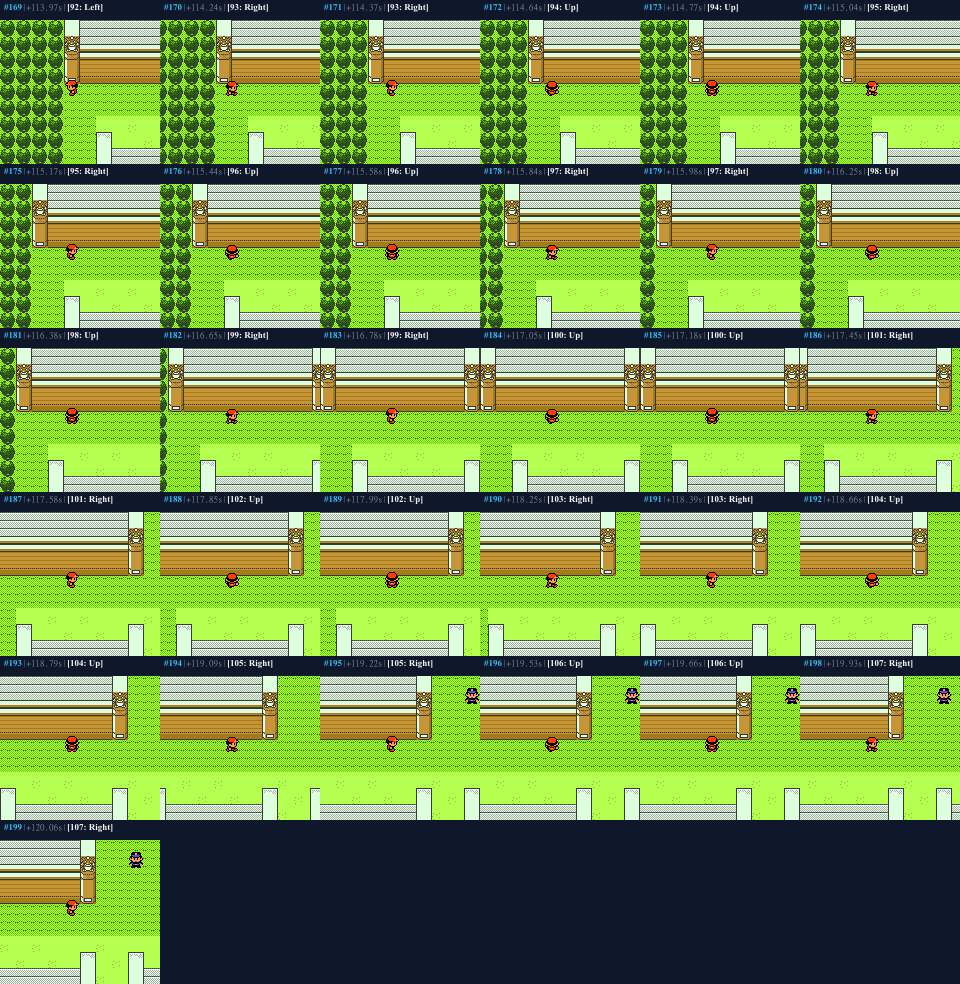 #169|+113.97s| [92: Left] #170|+114.24s| [93: Right] #171|+114.37s| [93: Right] #172|+114.64s| [94: Up] #173|+114.77s| [94: Up] #174|+115.04s| [95: Right]
#175|+115.17s| [95: Right] #176|+115.44s| [96: Up] #177|+115.58s| [96: Up] #178|+115.84s| [97: Right] #179|+115.98s| [97: Right] #180|+116.25s| [98: Up]
#181|+116.38s| [98: Up] #182|+116.65s| [99: Right] #183|+116.78s| [99: Right] #184|+117.05s| [100: Up] #185|+117.18s| [100: Up] #186|+117.45s| [101: Right]
#187|+117.58s| [101: Right] #188|+117.85s| [102: Up] #189|+117.99s| [102: Up] #190|+118.25s| [103: Right] #191|+118.39s| [103: Right] #192|+118.66s| [104: Up]
#193|+118.79s| [104: Up] #194|+119.09s| [105: Right] #195|+119.22s| [105: Right] #196|+119.53s| [106: Up] #197|+119.66s| [106: Up] #198|+119.93s| [107: Right]
#199|+120.06s| [107: Right]